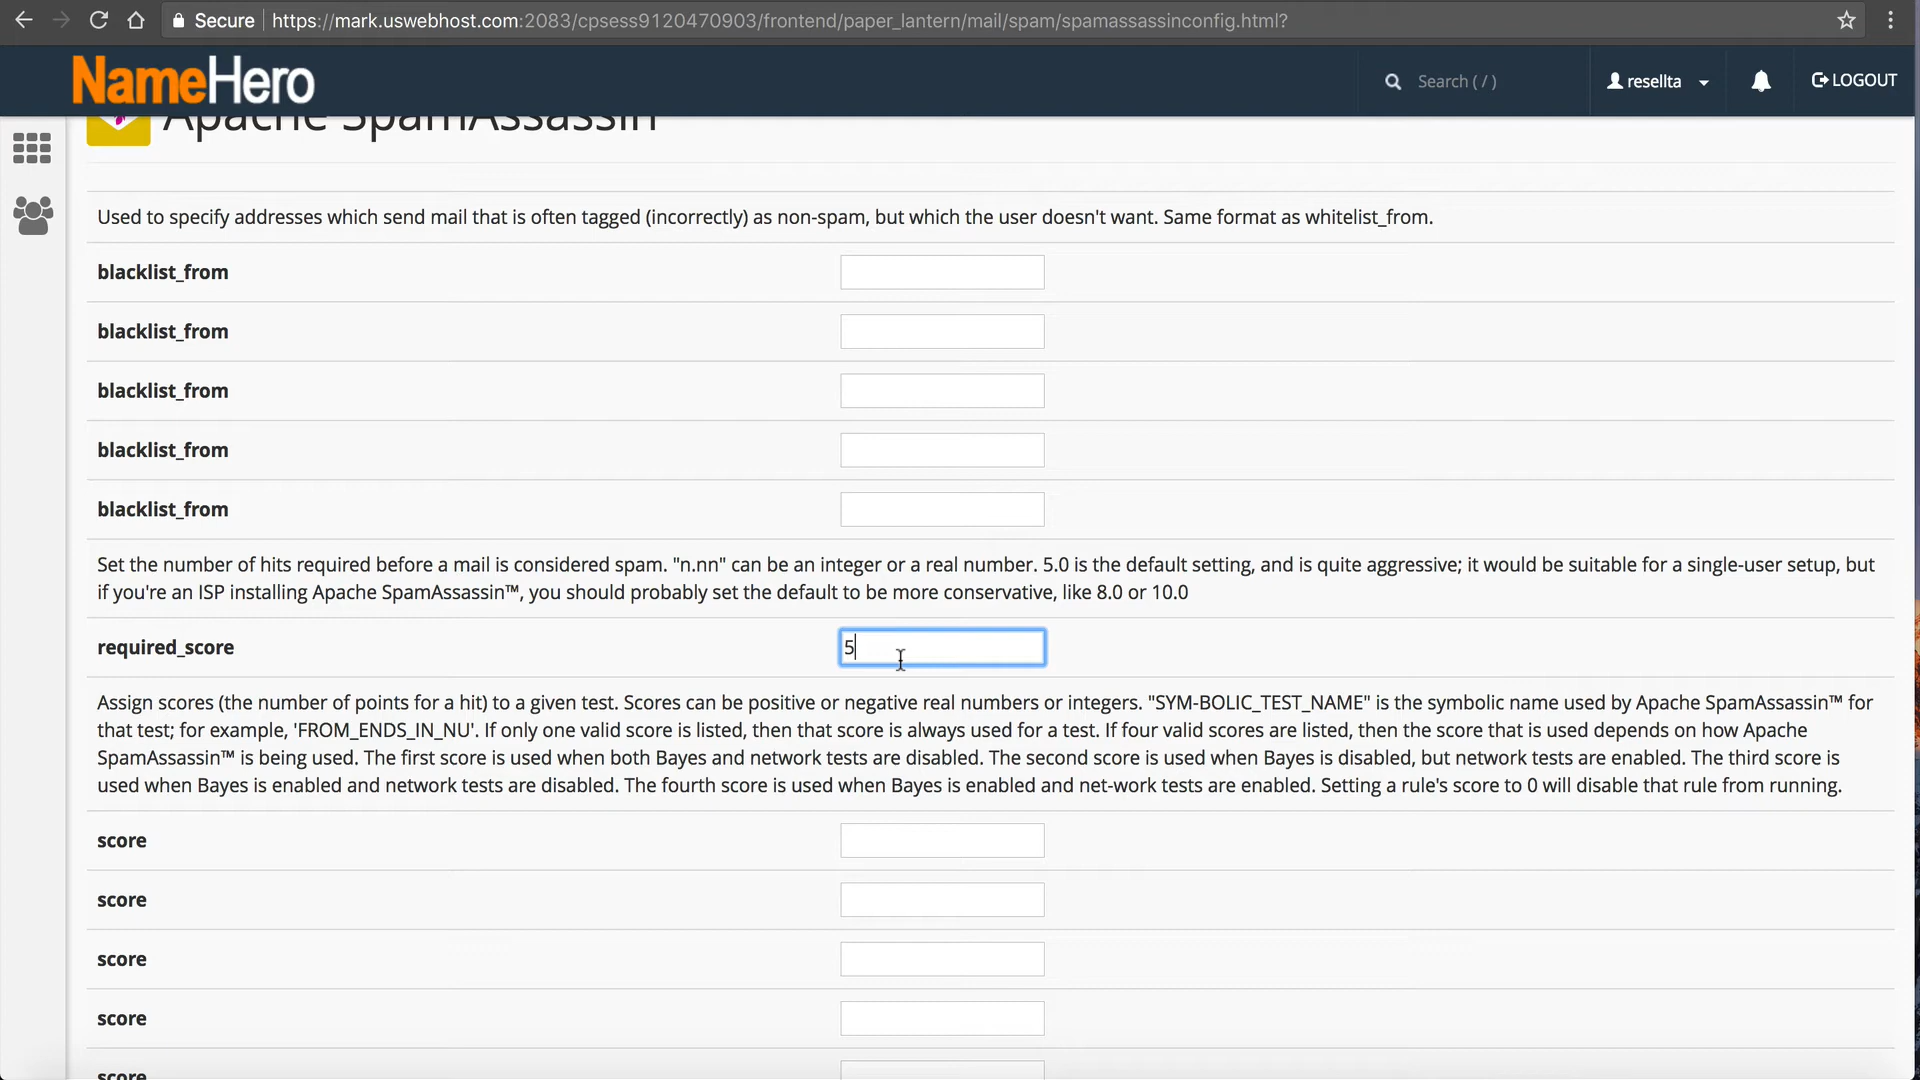 Secure https://mark.uswebhost.com:2083/cpsess9120470903/frontend/paper_lantern/mail/spam/spamassassinconfig.html?
NameHero
Search ( / )
resellta
LOGOUT
Apache SpamAssassin
Used to specify addresses which send mail that is often tagged (incorrectly) as non-spam, but which the user doesn't want. Same format as whitelist_from.
blacklist_from
blacklist_from
blacklist_from
blacklist_from
blacklist_from
Set the number of hits required before a mail is considered spam. "n.nn" can be an integer or a real number. 5.0 is the default setting, and is quite aggressive; it would be suitable for a single-user setup, but
if you're an ISP installing Apache SpamAssassin™, you should probably set the default to be more conservative, like 8.0 or 10.0
required_score 5
Assign scores (the number of points for a hit) to a given test. Scores can be positive or negative real numbers or integers. "SYM-BOLIC_TEST_NAME" is the symbolic name used by Apache SpamAssassin™ for
that test; for example, 'FROM_ENDS_IN_NU'. If only one valid score is listed, then that score is always used for a test. If four valid scores are listed, then the score that is used depends on how Apache
SpamAssassin™ is being used. The first score is used when both Bayes and network tests are disabled. The second score is used when Bayes is disabled, but network tests are enabled. The third score is
used when Bayes is enabled and network tests are disabled. The fourth score is used when Bayes is enabled and net-work tests are enabled. Setting a rule's score to 0 will disable that rule from running.
score
score
score
score
score